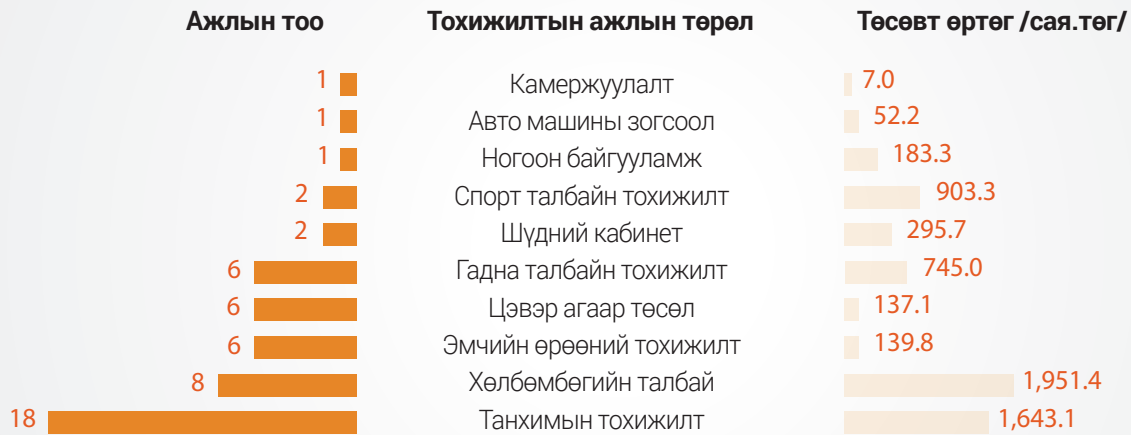 Ажлын тоо Тохижилтын ажлын төрөл Төсөвт өртөг /сая.төг/
1 Камержуулалт 7.0
1 Авто машины зогсоол 52.2
1 Ногоон байгууламж 183.3
2 Спорт талбайн тохижилт 903.3
2 Шүдний кабинет 295.7
6 Гадна талбайн тохижилт 745.0
6 Цэвэр агаар төсөл 137.1
6 Эмчийн өрөөний тохижилт 139.8
8 Хөлбөмбөгийн талбай 1,951.4
18 Танхимын тохижилт 1,643.1